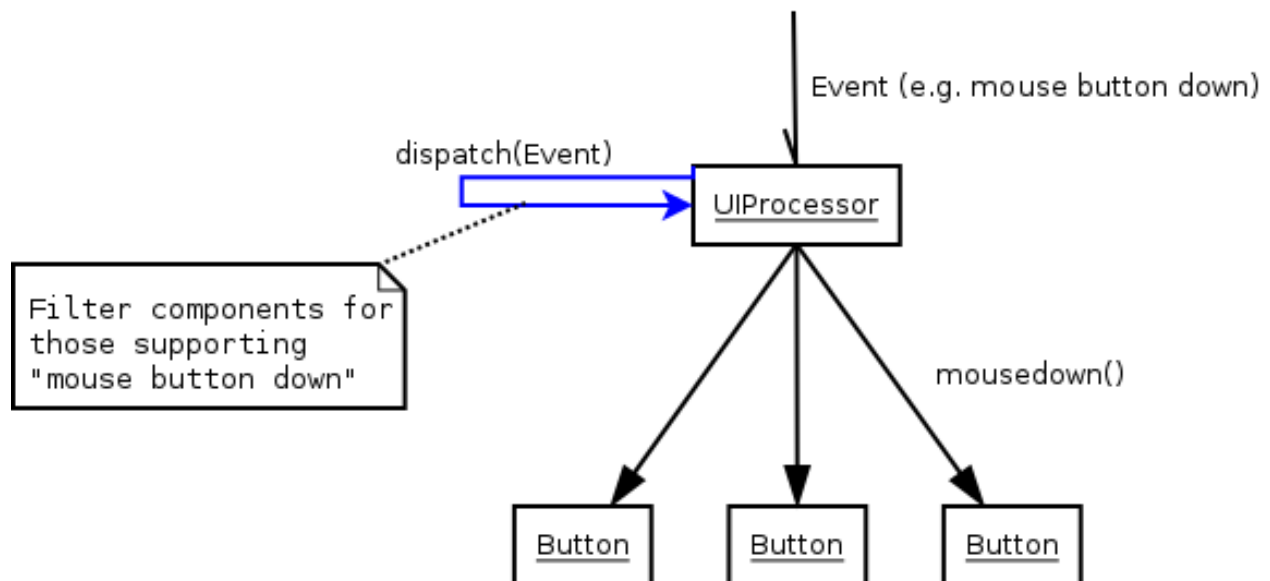 Event (e.g. mouse button down)
dispatch(Event)
UIProcessor
Filter components for
those supporting
"mouse button down"
mousedown()
Button
Button
Button